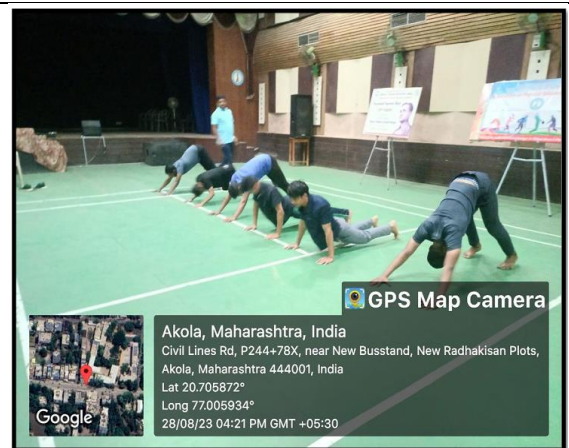 GPS Map Camera
Akola, Maharashtra, India
Civil Lines Rd, P244+78X, near New Busstand, New Radhakisan Plots,
Akola, Maharashtra 444001, India
Lat 20.705872°
Long 77.005934°
28/08/23 04:21 PM GMT +05:30
Google